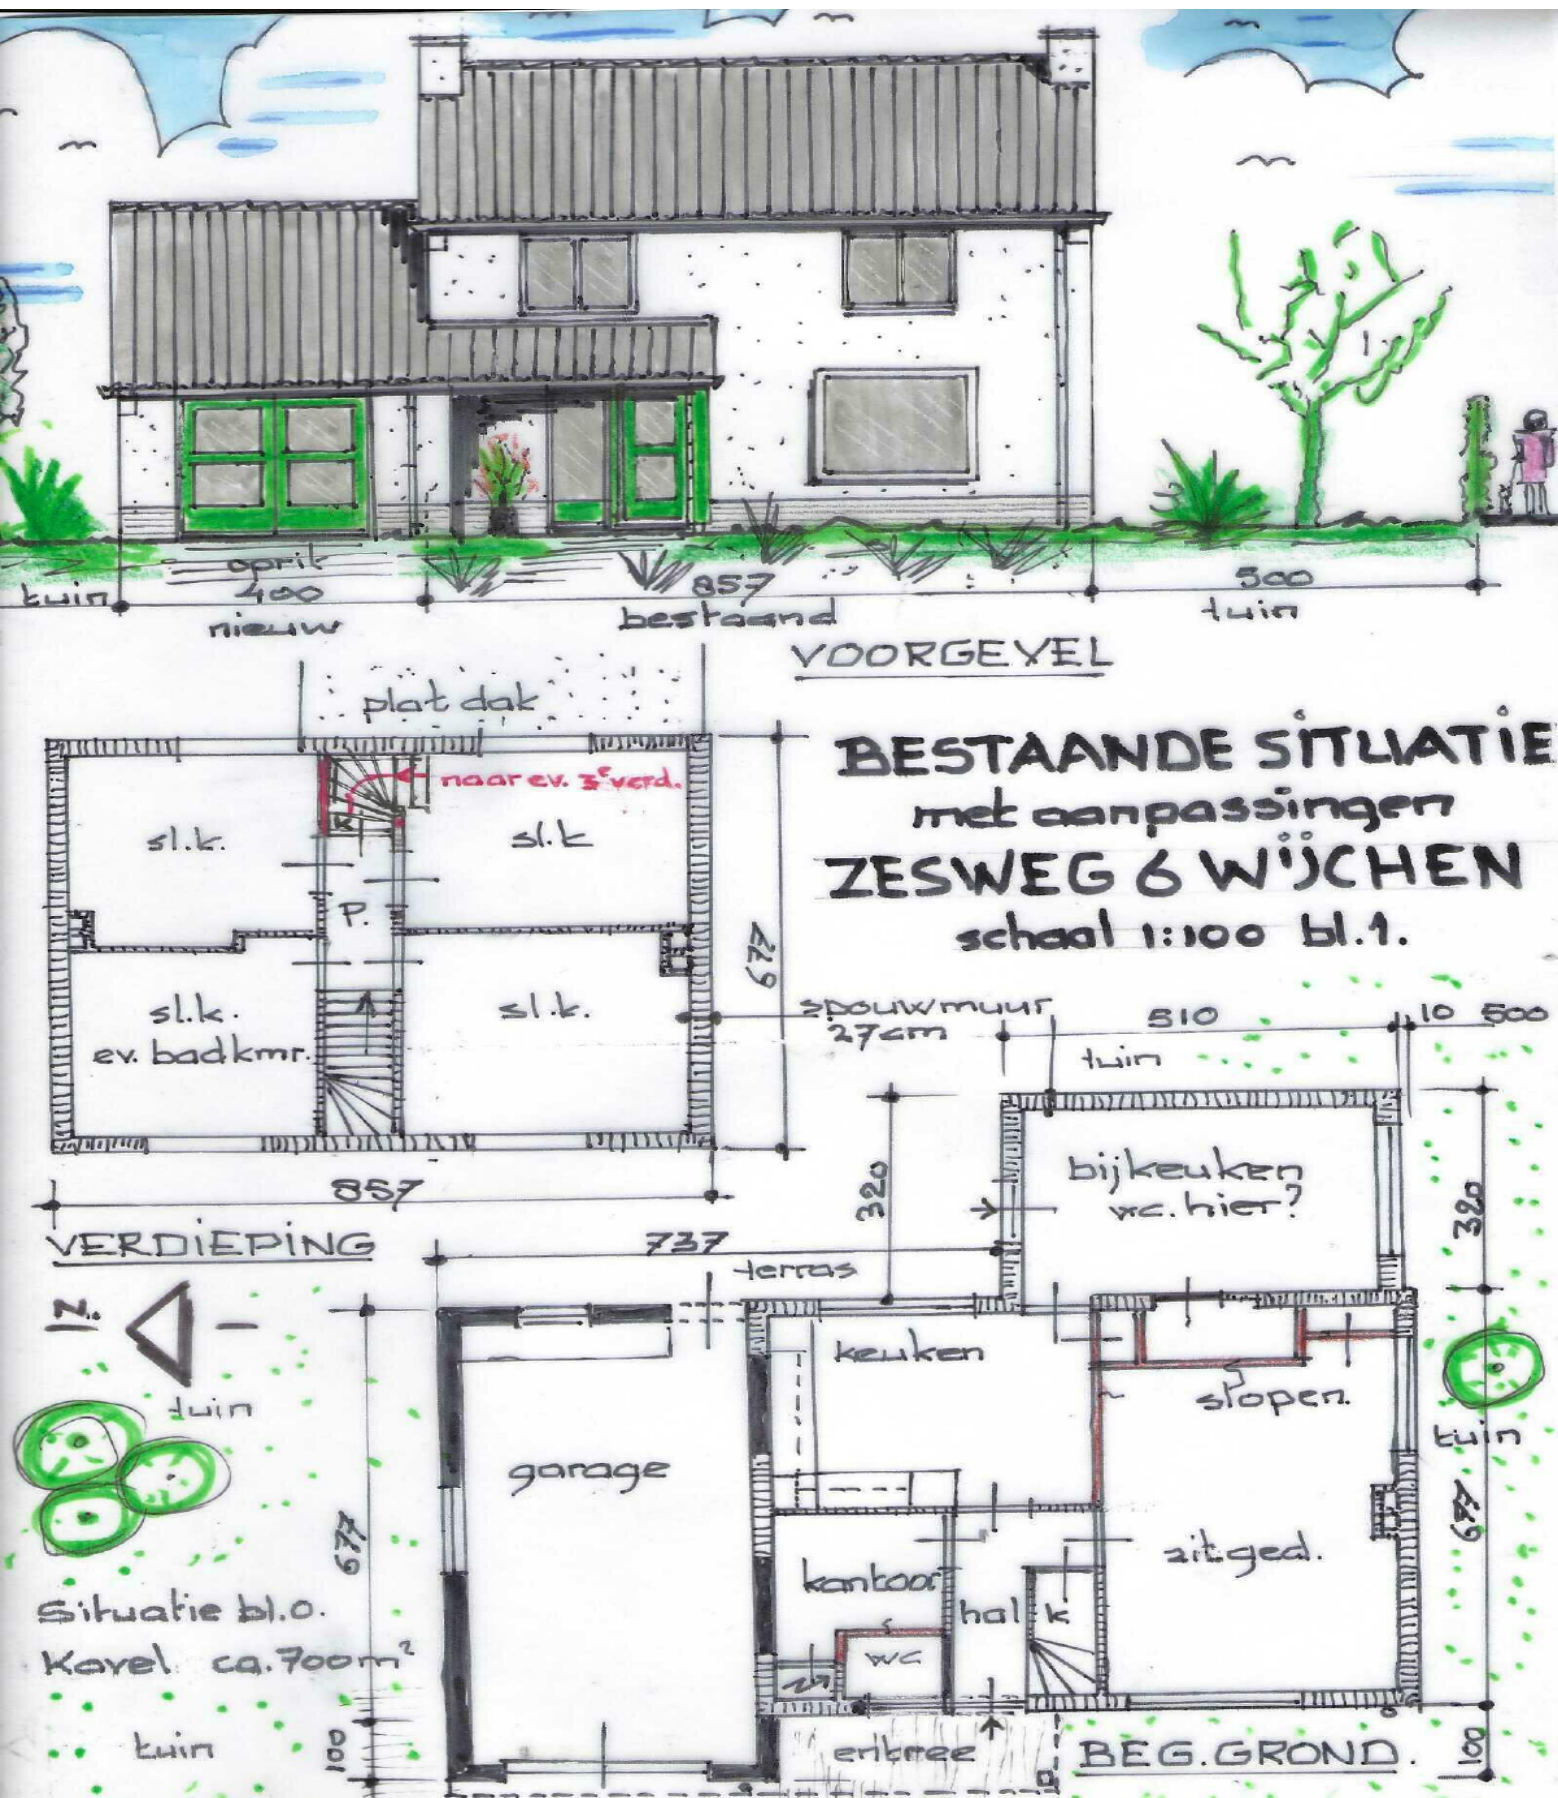 oprit
tuin 400 857 500
nieuw bestaand tuin
VOORGEVEL
plat dak
naar ev. 3e verd.
k
sl.k. sl.k
P.
sl.k. sl.k.
ev. badkmr.
677
857
VERDIEPING
BESTAANDE SITUATIE
met aanpassingen
ZESWEG 6 WIJCHEN
schaal 1:100 bl.1.
spouwmuur
27cm
510 10 500
tuin
320
bijkeuken
wc. hier?
320
737
terras
Z.
tuin
keuken
slopen.
tuin
garage
677
677
zitged.
kantoor
hal k
wc
Situatie bl.0.
Kavel ca. 700m²
tuin
100
entree
BEG. GROND.
100